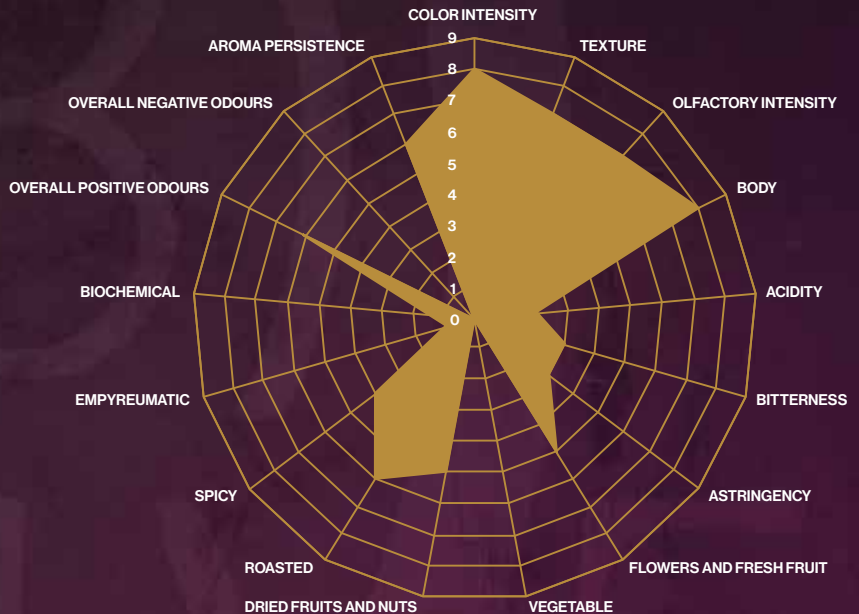 COLOR INTENSITY
AROMA PERSISTENCE
TEXTURE
OVERALL NEGATIVE ODOURS
OLFACTORY INTENSITY
OVERALL POSITIVE ODOURS
BODY
BIOCHEMICAL
ACIDITY
EMPYREUMATIC
BITTERNESS
SPICY
ASTRINGENCY
ROASTED
FLOWERS AND FRESH FRUIT
DRIED FRUITS AND NUTS
VEGETABLE
9
8
7
6
5
4
3
2
1
0